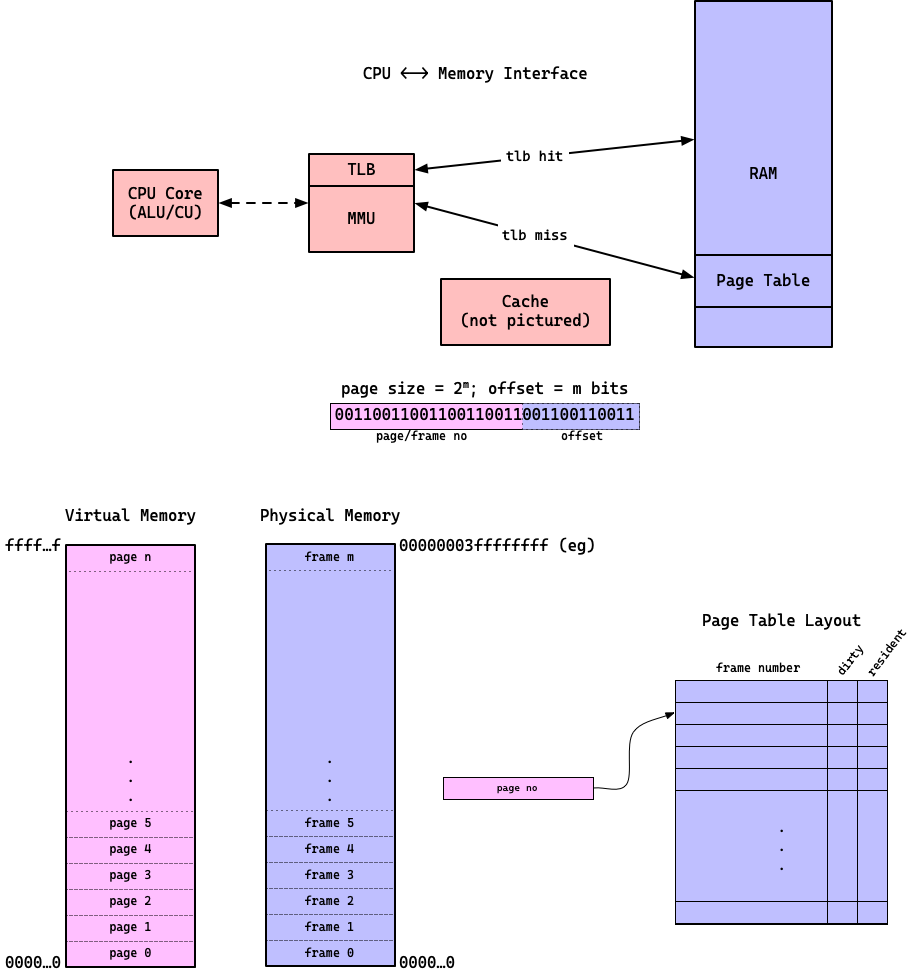 CPU <--> Memory Interface
tlb hit
TLB
RAM
CPU Core
(ALU/CU)
MMU
tlb miss
Page Table
Cache
(not pictured)
page size = 2ᵐ; offset = m bits
00110011001100110011001100110011
page/frame no
offset
Virtual Memory
Physical Memory
ffff…f
00000003ffffffff (eg)
page n
frame m
.
.
.
.
.
.
page 5
frame 5
page 4
frame 4
page 3
frame 3
page 2
frame 2
page 1
frame 1
page 0
frame 0
0000…0
0000…0
Page Table Layout
frame number
dirty
resident
page no
.
.
.